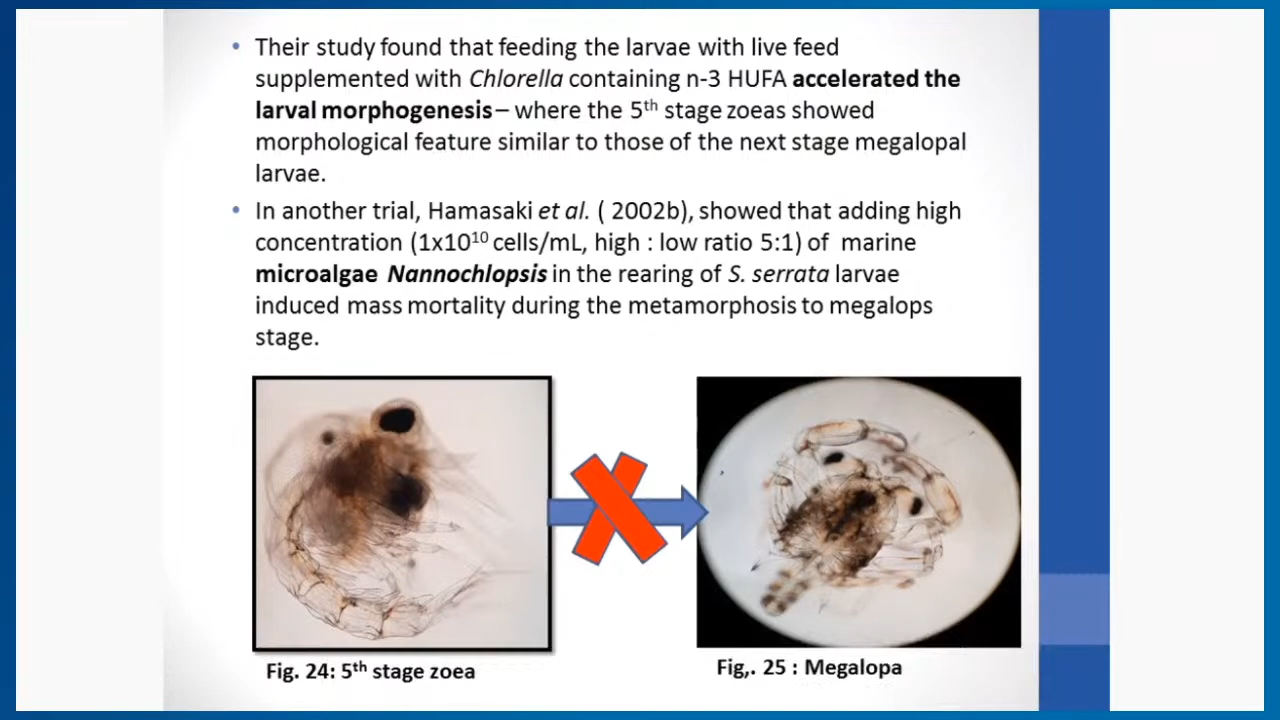 • Their study found that feeding the larvae with live feed
supplemented with Chlorella containing n-3 HUFA accelerated the
larval morphogenesis – where the 5th stage zoeas showed
morphological feature similar to those of the next stage megalopal
larvae.
• In another trial, Hamasaki et al. ( 2002b), showed that adding high
concentration (1x10¹⁰ cells/mL, high : low ratio 5:1) of marine
microalgae Nannochlopsis in the rearing of S. serrata larvae
induced mass mortality during the metamorphosis to megalops
stage.
Fig. 24: 5th stage zoea
Fig,. 25 : Megalopa